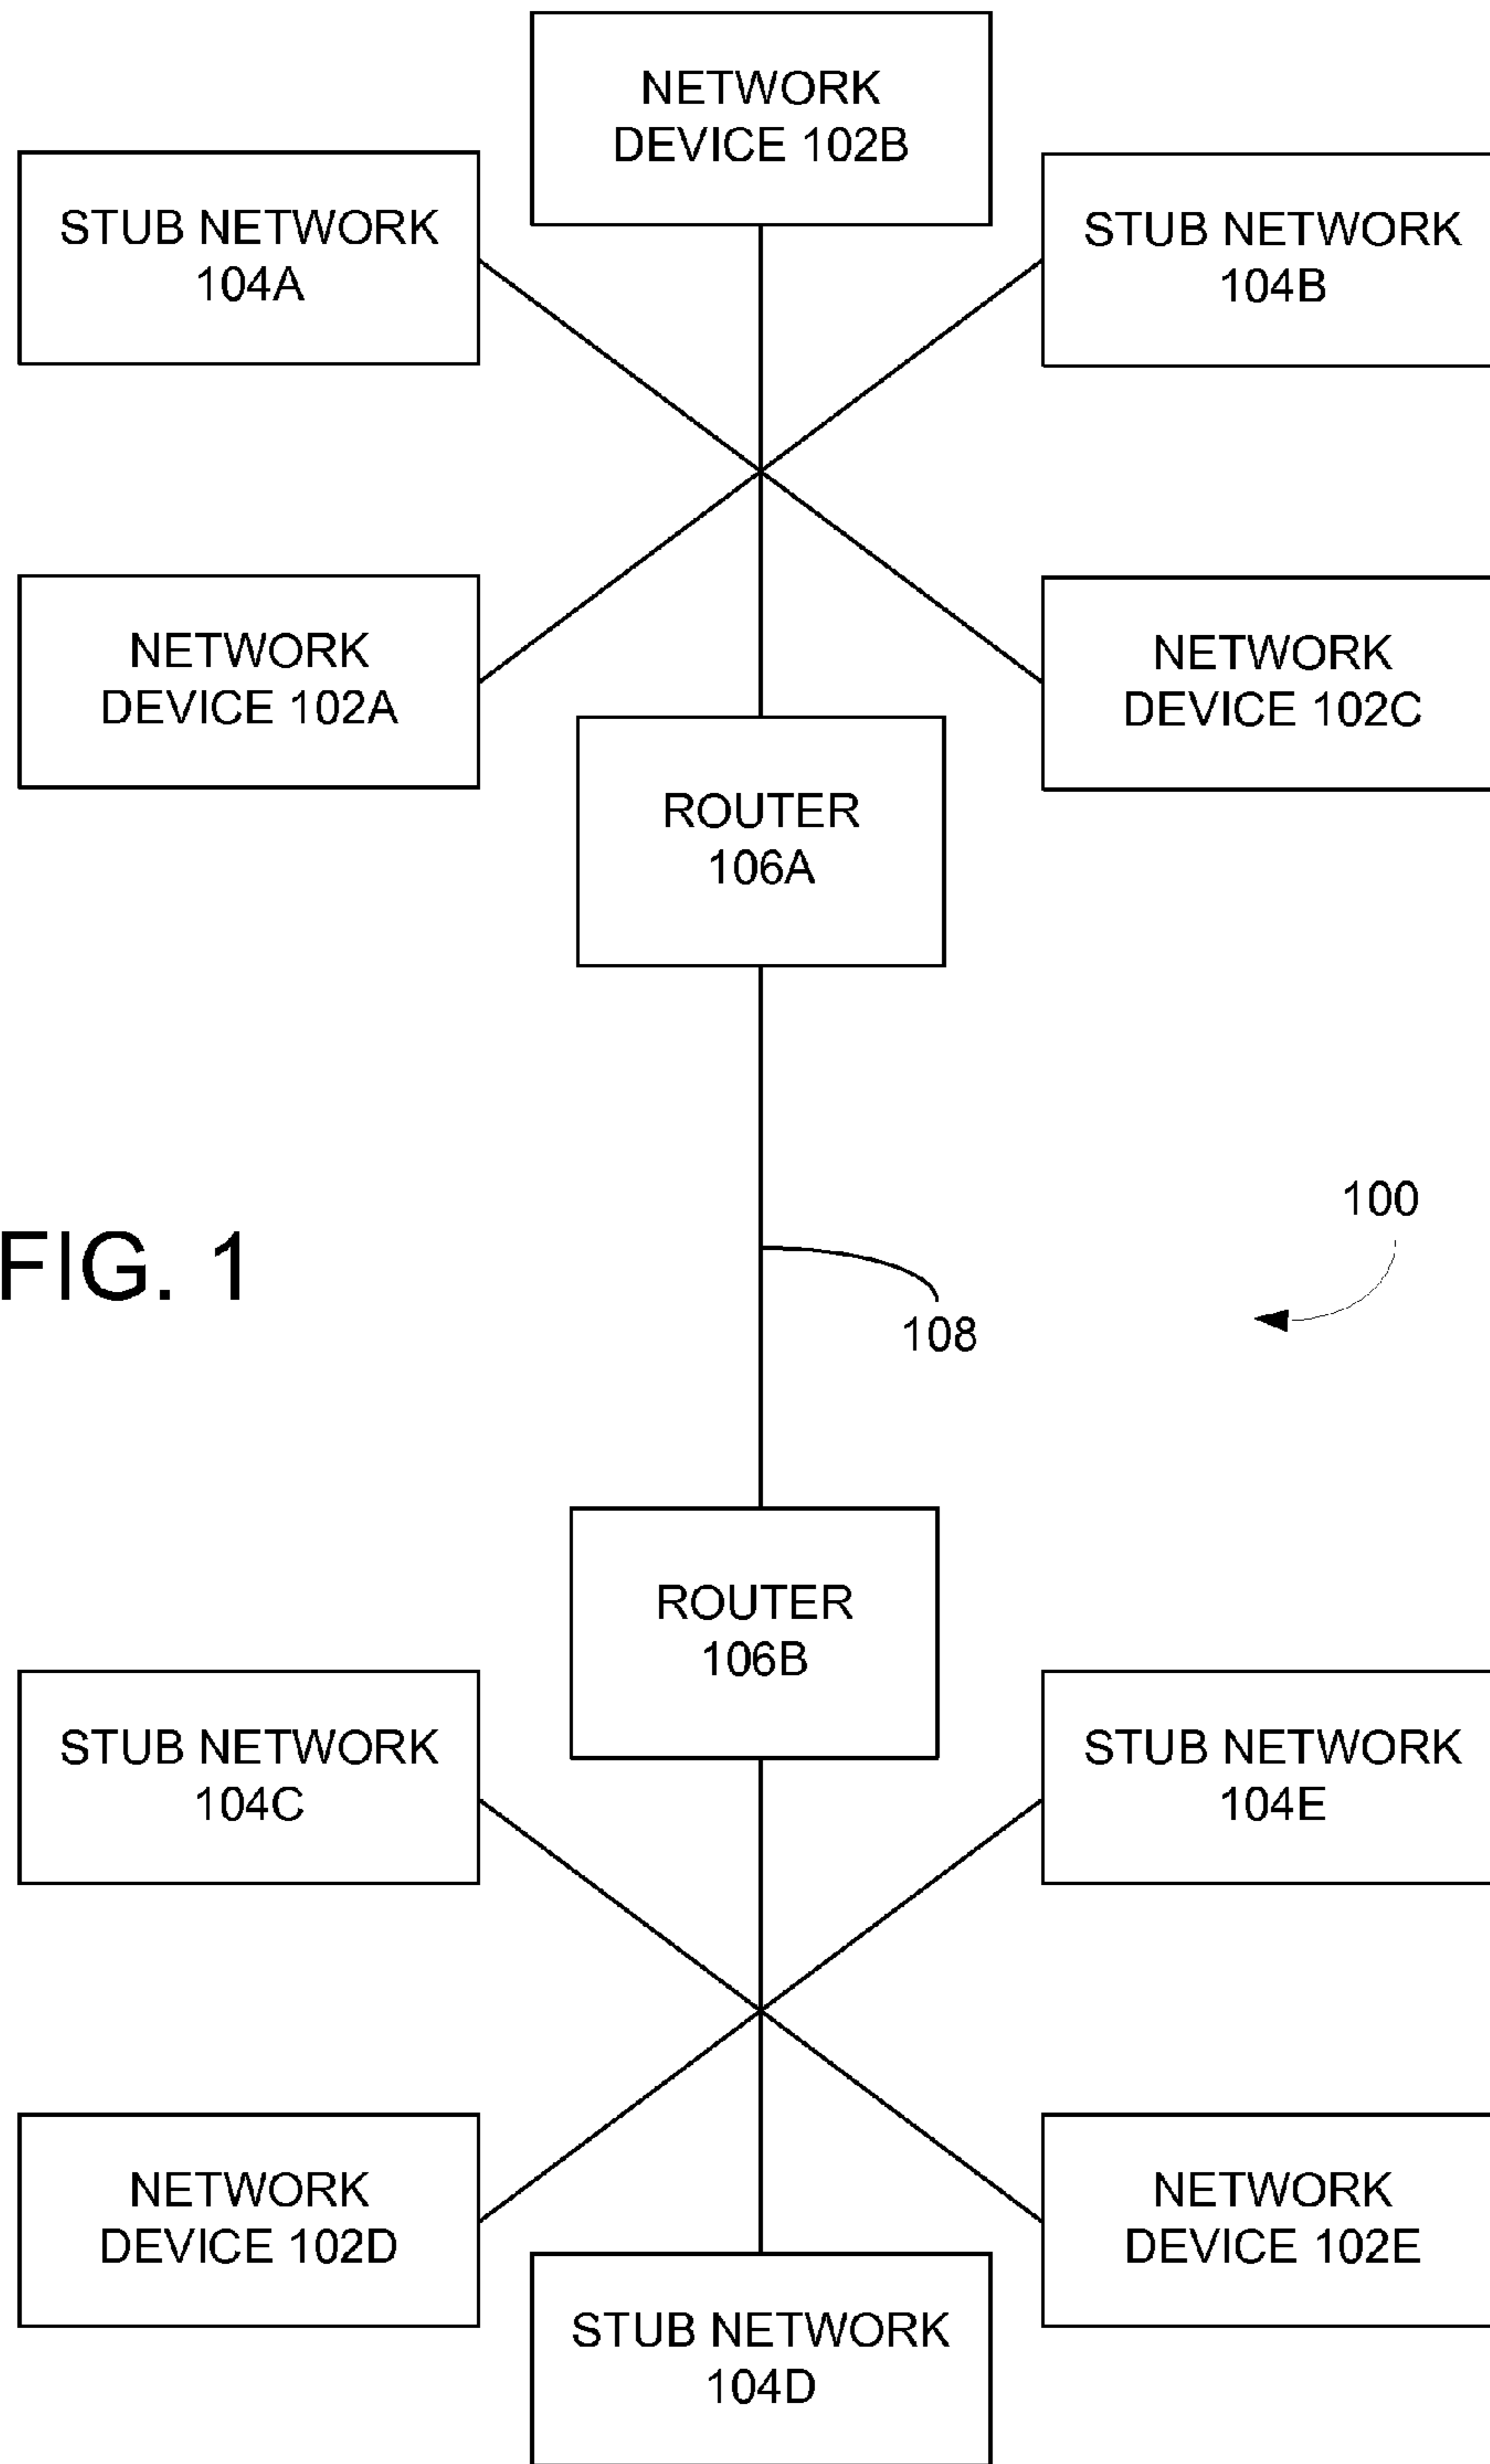 NETWORK
DEVICE 102B
STUB NETWORK
104A
STUB NETWORK
104B
NETWORK
DEVICE 102A
NETWORK
DEVICE 102C
ROUTER
106A
100
FIG. 1
108
ROUTER
106B
STUB NETWORK
104C
STUB NETWORK
104E
NETWORK
DEVICE 102D
NETWORK
DEVICE 102E
STUB NETWORK
104D